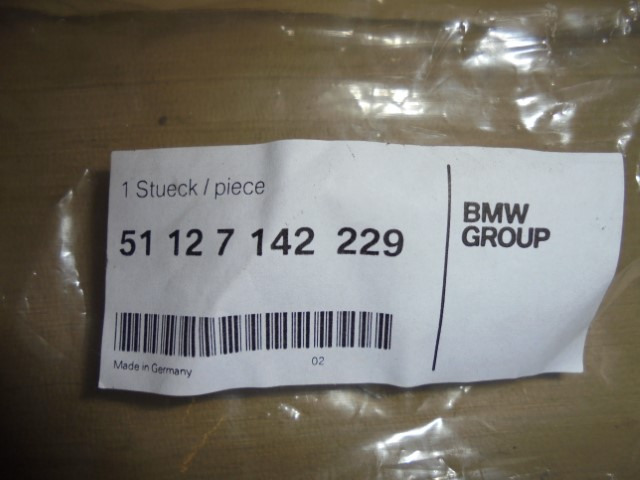 1 Stueck / piece
51 12 7 142 229
BMW
GROUP
Made in Germany
02